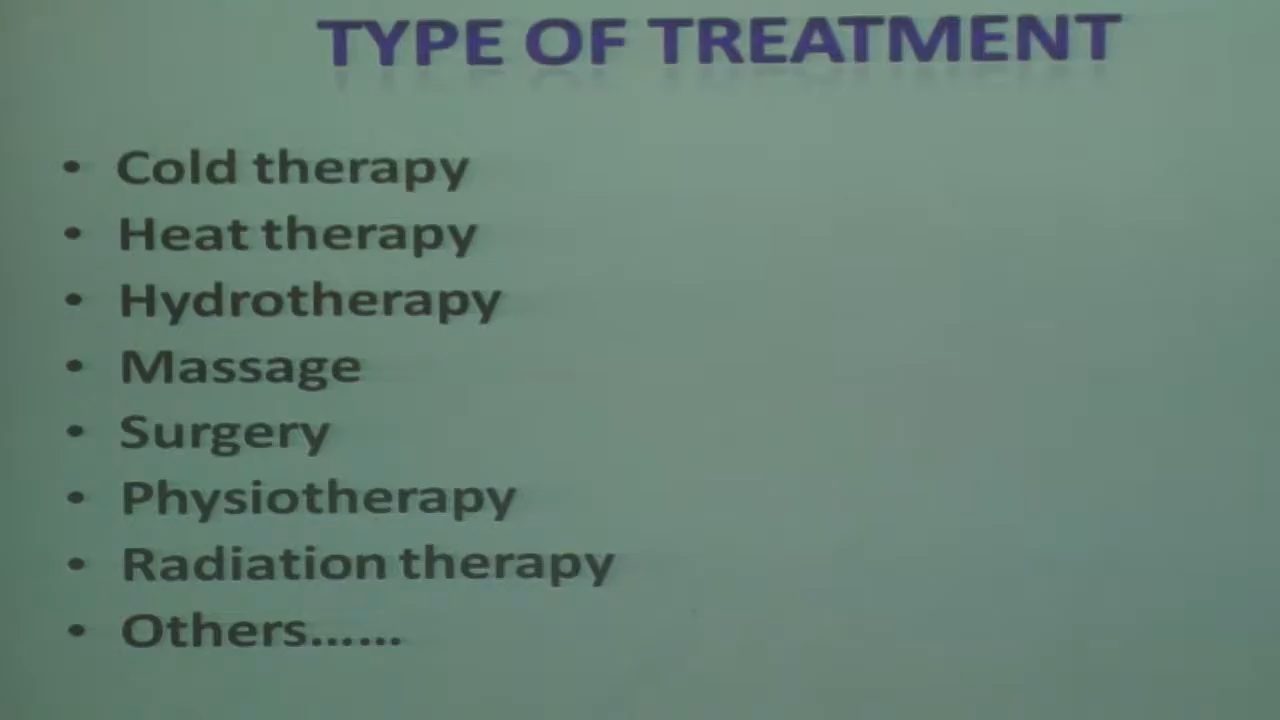 TYPE OF TREATMENT
• Cold therapy
• Heat therapy
• Hydrotherapy
• Massage
• Surgery
• Physiotherapy
• Radiation therapy
• Others......